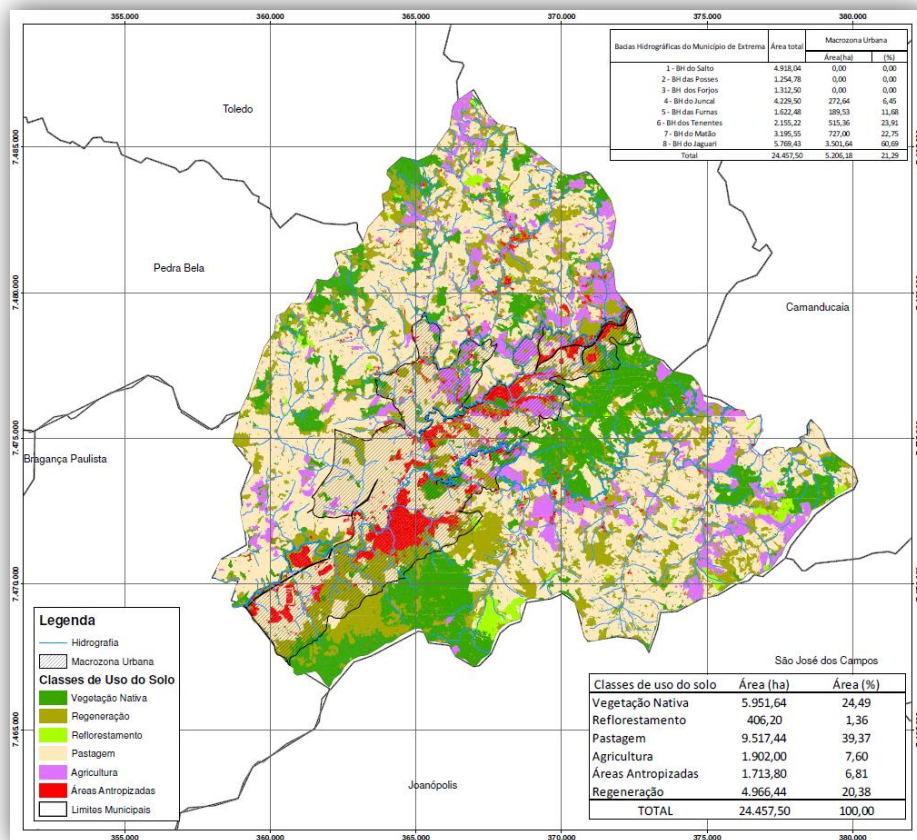 355.000 360.000 365.000 370.000 375.000 380.000
Bacias Hidrográficas do Município de Extrema Área total Macrozona Urbana
Área(ha) (%)
1 - BH do Salto 4.918,04 0,00 0,00
2 - BH das Posses 1.254,78 0,00 0,00
3 - BH dos Forjos 1.312,50 0,00 0,00
4 - BH do Juncal 4.229,50 272,64 6,45
5 - BH das Furnas 1.622,48 189,53 11,68
6 - BH dos Tenentes 2.155,22 515,36 23,91
7 - BH do Matão 3.195,55 727,00 22,75
8 - BH do Jaguari 5.769,43 3.501,64 60,69
Total 24.457,50 5.206,18 21,29
Toledo
7.485.000
Pedra Bela
7.480.000
Camanducaia
7.475.000
Bragança Paulista
7.470.000
Legenda
Hidrografia
Macrozona Urbana
Classes de Uso do Solo
Vegetação Nativa
Regeneração
Reflorestamento
Pastagem
Agricultura
Áreas Antropizadas
Limites Municipais
São José dos Campos
Classes de uso do solo Área (ha) Área (%)
Vegetação Nativa 5.951,64 24,49
Reflorestamento 406,20 1,36
Pastagem 9.517,44 39,37
Agricultura 1.902,00 7,60
Áreas Antropizadas 1.713,80 6,81
Regeneração 4.966,44 20,38
TOTAL 24.457,50 100,00
7.465.000
Joanópolis
355.000 360.000 365.000 370.000 375.000 380.000